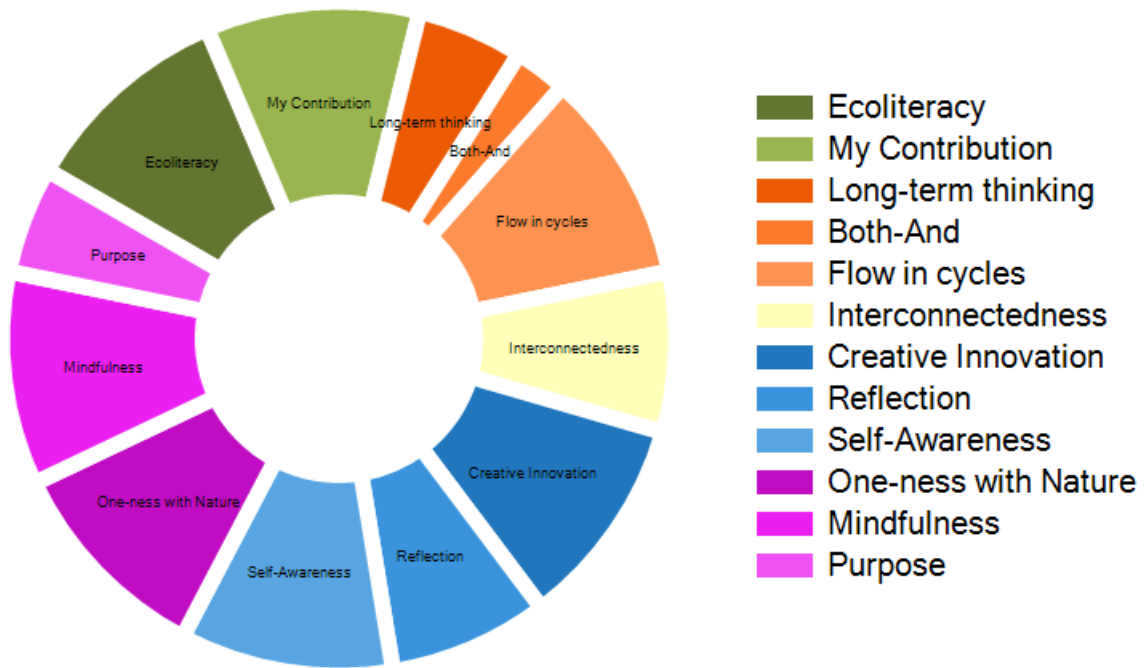 My Contribution
Long-term thinking
Both-And
Ecoliteracy
Flow in cycles
Purpose
Interconnectedness
Mindfulness
Creative Innovation
One-ness with Nature
Reflection
Self-Awareness
Ecoliteracy
My Contribution
Long-term thinking
Both-And
Flow in cycles
Interconnectedness
Creative Innovation
Reflection
Self-Awareness
One-ness with Nature
Mindfulness
Purpose